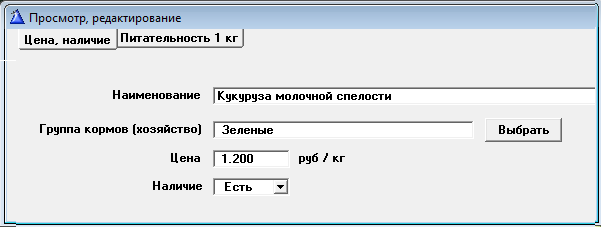 Просмотр, редактирование
Цена, наличие Питательность 1 кг
Наименование Кукуруза молочной спелости
Группа кормов (хозяйство) Зеленые Выбрать
Цена 1.200 руб / кг
Наличие Есть